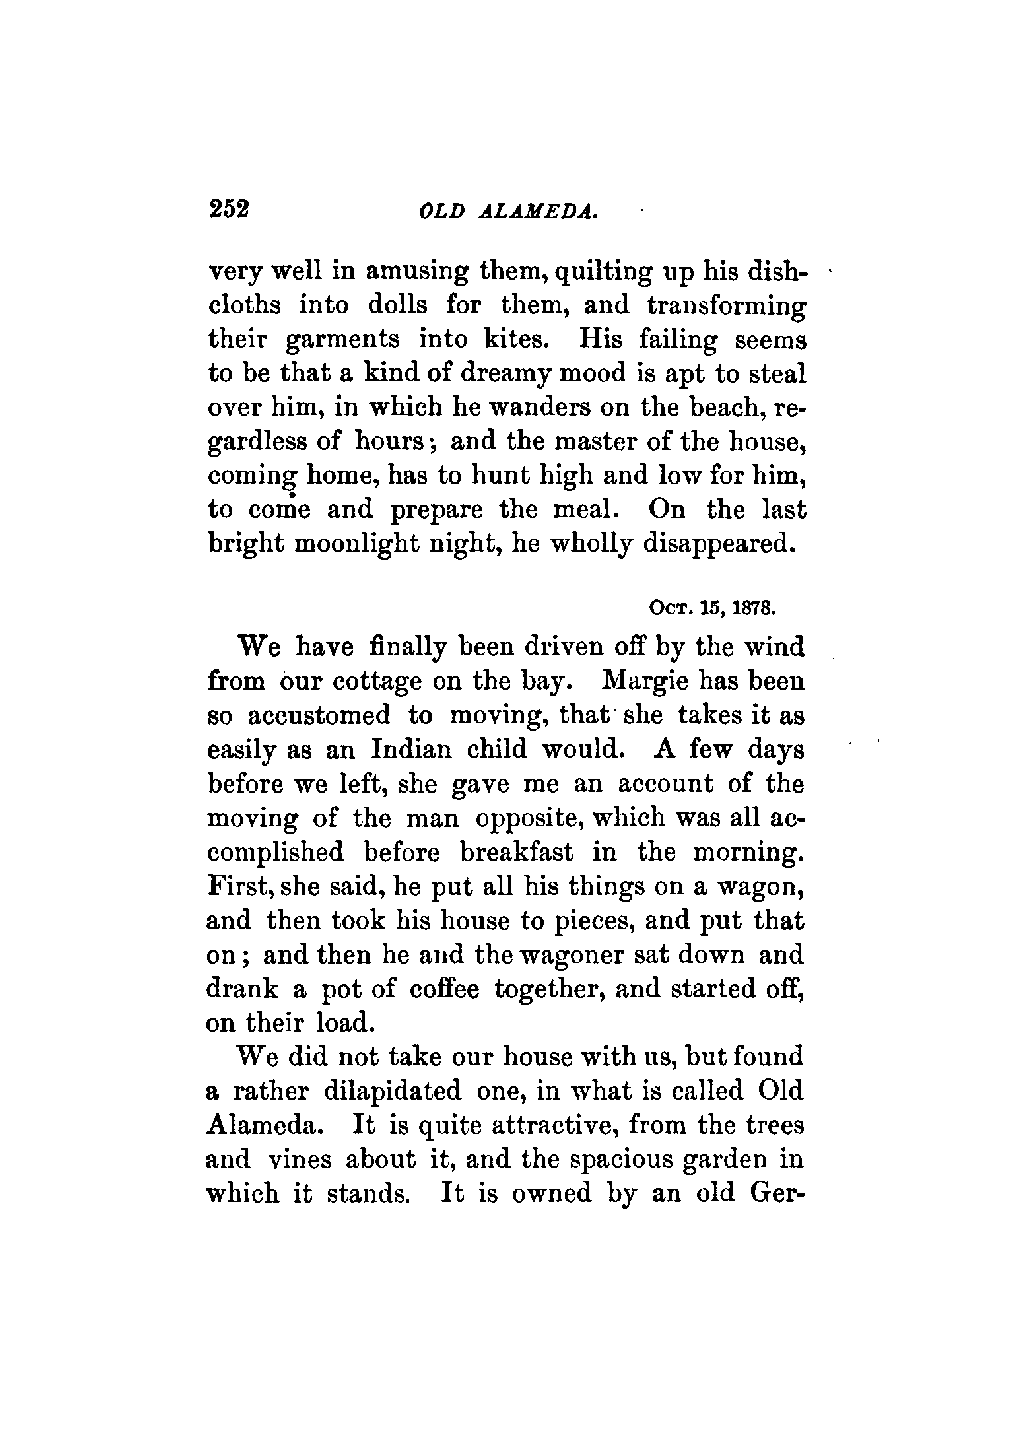 252 OLD ALAMEDA.
very well in amusing them, quilting up his dish-
cloths into dolls for them, and transforming
their garments into kites. His failing seems
to be that a kind of dreamy mood is apt to steal
over him, in which he wanders on the beach, re-
gardless of hours; and the master of the house,
coming home, has to hunt high and low for him,
to come and prepare the meal. On the last
bright moonlight night, he wholly disappeared.
OCT. 15, 1878.
We have finally been driven off by the wind
from our cottage on the bay. Margie has been
so accustomed to moving, that she takes it as
easily as an Indian child would. A few days
before we left, she gave me an account of the
moving of the man opposite, which was all ac-
complished before breakfast in the morning.
First, she said, he put all his things on a wagon,
and then took his house to pieces, and put that
on; and then he and the wagoner sat down and
drank a pot of coffee together, and started off,
on their load.
We did not take our house with us, but found
a rather dilapidated one, in what is called Old
Alameda. It is quite attractive, from the trees
and vines about it, and the spacious garden in
which it stands. It is owned by an old Ger-